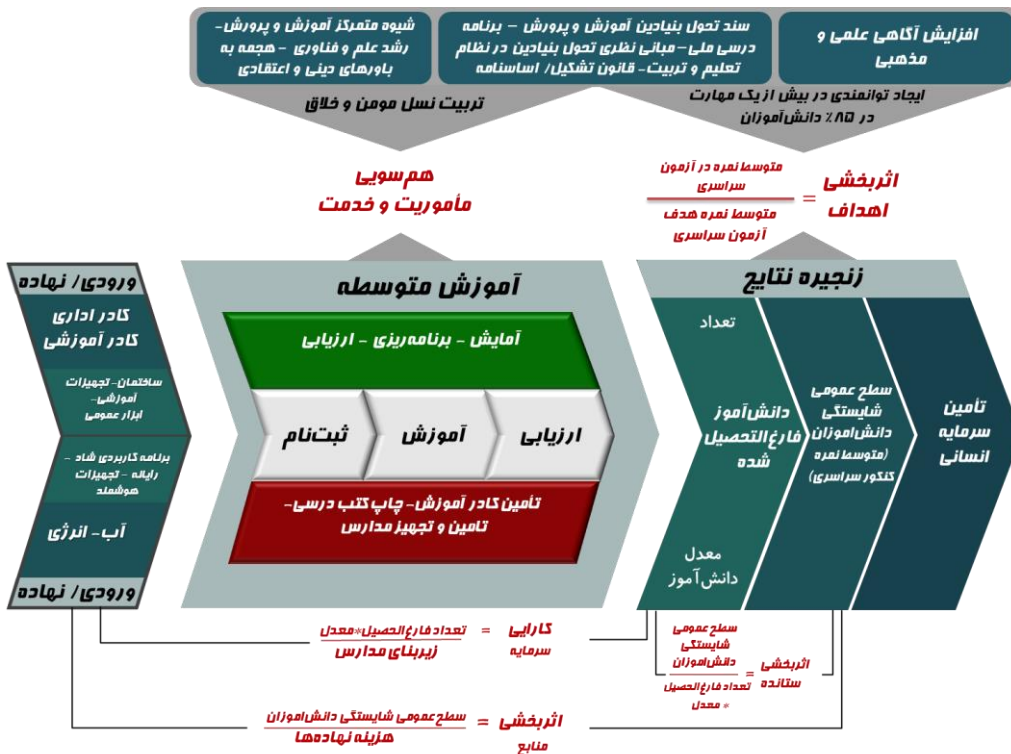 شیوه متمرکز آموزش و پرورش-
رشد علم و فناوری - هجمه به
باورهای دینی و اعتقادی
سند تحول بنیادین آموزش و پرورش – برنامه
درسی ملی- مبانی نظری تحول بنیادین در نظام
تعلیم و تربیت- قانون تشکیل/ اساسنامه
افزایش آگاهی علمی و
مذهبی
تربیت نسل مومن و خلاق
ایجاد توانمندی در بیش از یک مهارت
در ۸۵٪ دانش‌آموزان
هم‌سویی
مأموریت و خدمت
اثربخشی
اهداف
=
متوسط نمره در آزمون
سراسری
متوسط نمره هدف
آزمون سراسری
ورودی/ نهاده
کادر اداری
کادر آموزشی
ساختمان- تجهیزات
آموزشی-
ابزار عمومی
برنامه کاربردی شاد -
رایانه - تجهیزات
هوشمند
آب- انرژی
ورودی/ نهاده
آموزش متوسطه
آمایش - برنامه‌ریزی - ارزیابی
ثبت‌نام
آموزش
ارزیابی
تأمین کادر آموزش- چاپ کتب درسی-
تامین و تجهیز مدارس
زنجیره نتایج
تعداد
دانش‌آموز
فارغ‌التحصیل
شده
معدل
دانش‌آموز
سطح عمومی
شایستگی
دانش‌اموزان
(متوسط نمره
کنکور سراسری)
تأمین
سرمایه
انسانی
کارایی
سرمایه
=
تعداد فارغ‌الحصیل*معدل
زیربنای مدارس
اثربخشی
ستانده
=
سطح عمومی
شایستگی
دانش‌اموزان
تعداد فارغ‌الحصیل
* معدل
اثربخشی
منابع
=
سطح عمومی شایستگی دانش‌اموزان
هزینه نهاده‌ها